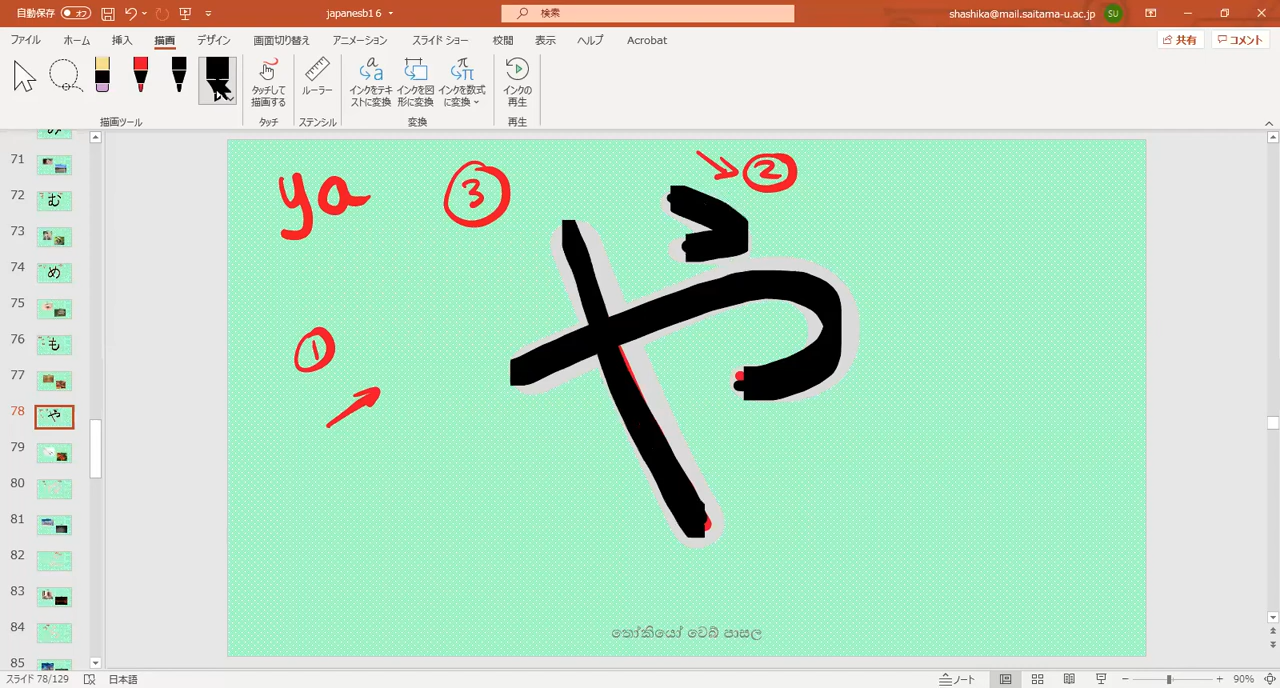 自動保存 オフ japanesb16 検索 shashika@mail.saitama-u.ac.jp SU
ファイル ホーム 挿入 描画 デザイン 画面切り替え アニメーション スライド ショー 校閲 表示 ヘルプ Acrobat 共有 コメント
タッチして
描画する
ルーラー
インクをテキ
ストに変換
インクを図
形に変換
インクを数式
に変換
インクの
再生
描画ツール タッチ ステンシル 変換 再生
71
72 む
73
74 め
75
76 も
77
78 や
79
80
81
82
83
84
85
ya ③ ②
や
①
තෝකියෝ වෙබ් පාසල
スライド 78/129 日本語 ノート 90%